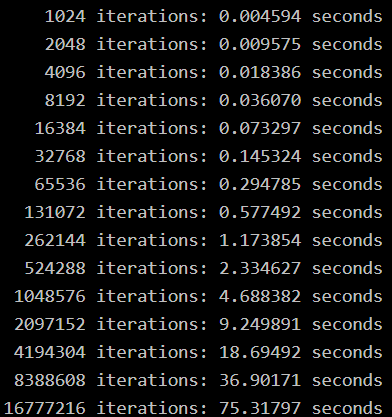 1024 iterations: 0.004594 seconds
2048 iterations: 0.009575 seconds
4096 iterations: 0.018386 seconds
8192 iterations: 0.036070 seconds
16384 iterations: 0.073297 seconds
32768 iterations: 0.145324 seconds
65536 iterations: 0.294785 seconds
131072 iterations: 0.577492 seconds
262144 iterations: 1.173854 seconds
524288 iterations: 2.334627 seconds
1048576 iterations: 4.688382 seconds
2097152 iterations: 9.249891 seconds
4194304 iterations: 18.69492 seconds
8388608 iterations: 36.90171 seconds
16777216 iterations: 75.31797 seconds